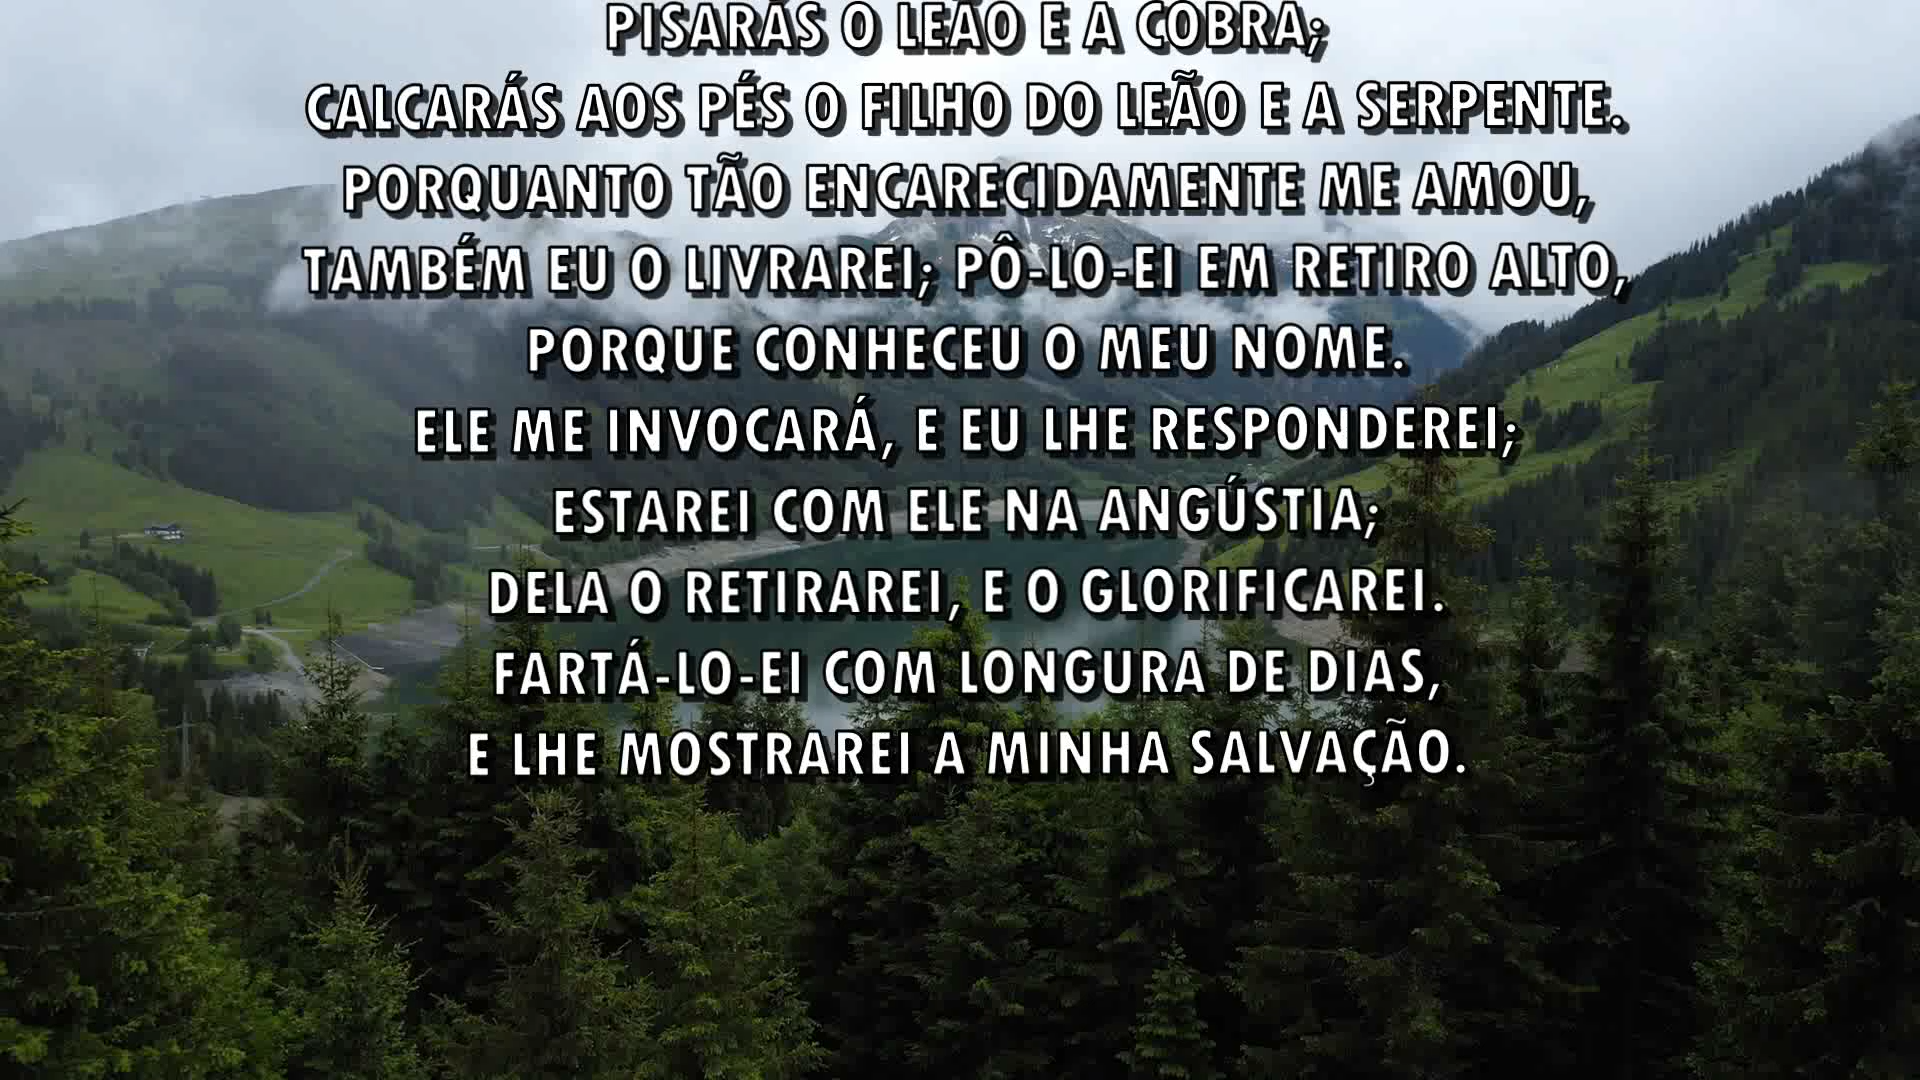 PISARÁS O LEÃO E A COBRA;
CALCARÁS AOS PÉS O FILHO DO LEÃO E A SERPENTE.
PORQUANTO TÃO ENCARECIDAMENTE ME AMOU,
TAMBÉM EU O LIVRAREI; PÔ-LO-EI EM RETIRO ALTO,
PORQUE CONHECEU O MEU NOME.
ELE ME INVOCARÁ, E EU LHE RESPONDEREI;
ESTAREI COM ELE NA ANGÚSTIA;
DELA O RETIRAREI, E O GLORIFICAREI.
FARTÁ-LO-EI COM LONGURA DE DIAS,
E LHE MOSTRAREI A MINHA SALVAÇÃO.